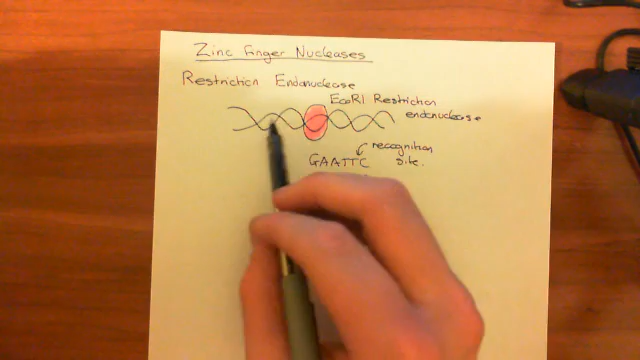 Zinc Finger Nucleases
Restriction Endonuclease
EcoRI Restriction
endonuclease
recognition
GAATTC site.